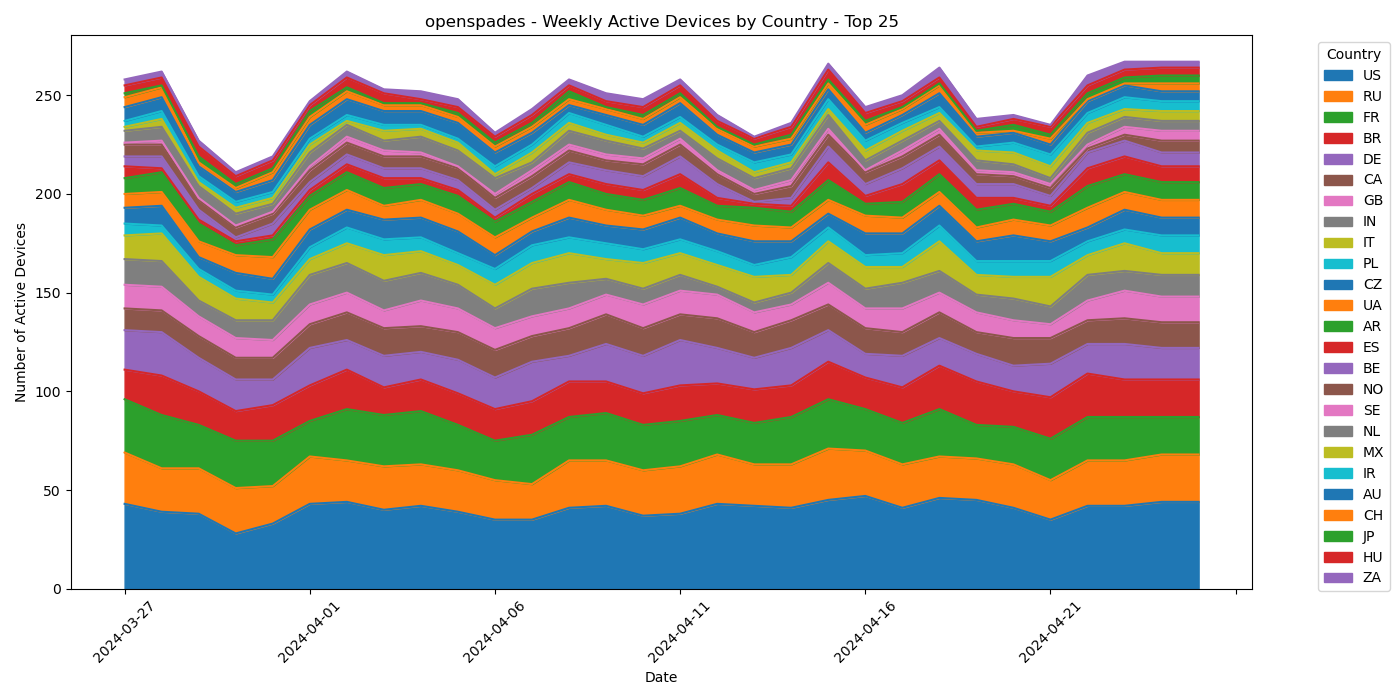 openspades - Weekly Active Devices by Country - Top 25
Number of Active Devices
250
200
150
100
50
0
2024-03-27
2024-04-01
2024-04-06
2024-04-11
2024-04-16
2024-04-21
Date
Country
US
RU
FR
BR
DE
CA
GB
IN
IT
PL
CZ
UA
AR
ES
BE
NO
SE
NL
MX
IR
AU
CH
JP
HU
ZA